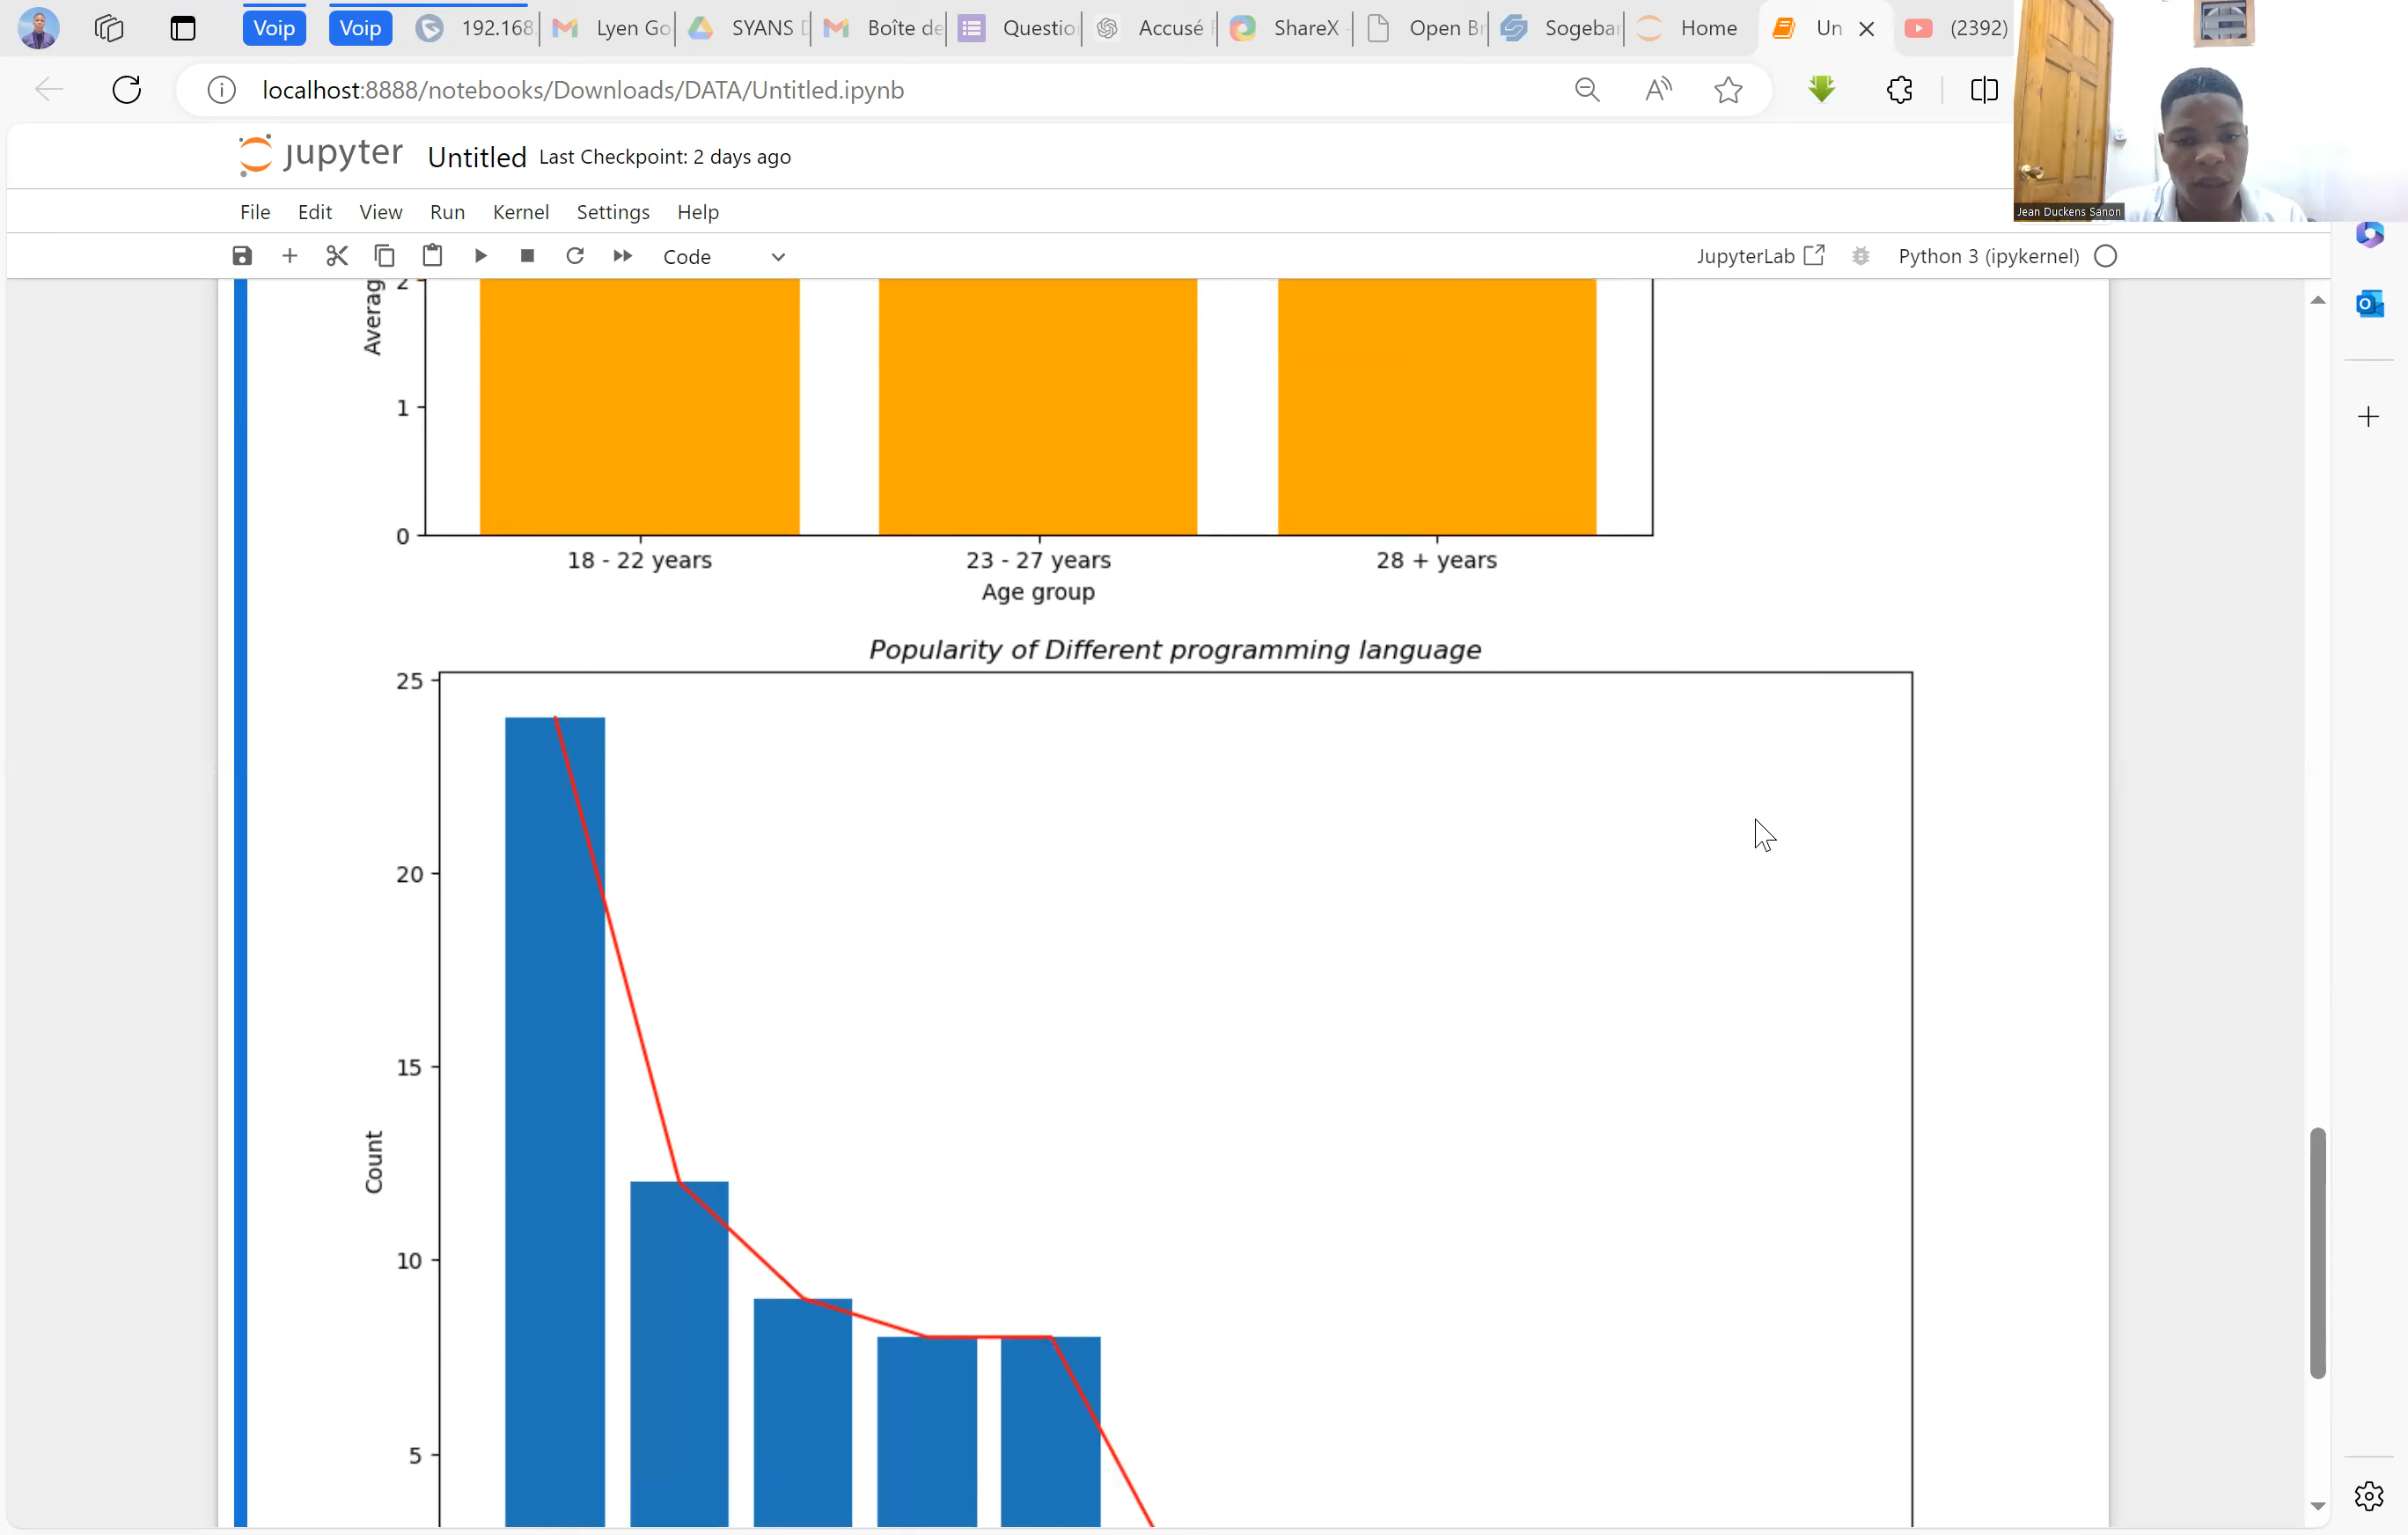 Voip
Voip
192.168
Lyen Go
SYANS
Boîte de
Questio
Accusé
ShareX
Open Br
Sogeba
Home
Un
(2392)
localhost:8888/notebooks/Downloads/DATA/Untitled.ipynb
jupyter Untitled Last Checkpoint: 2 days ago
Jean Duckens Sanon
File Edit View Run Kernel Settings Help
Code
JupyterLab
Python 3 (ipykernel)
Averag
2
1
0
18 - 22 years 23 - 27 years 28 + years
Age group
Popularity of Different programming language
25
20
15
Count
10
5